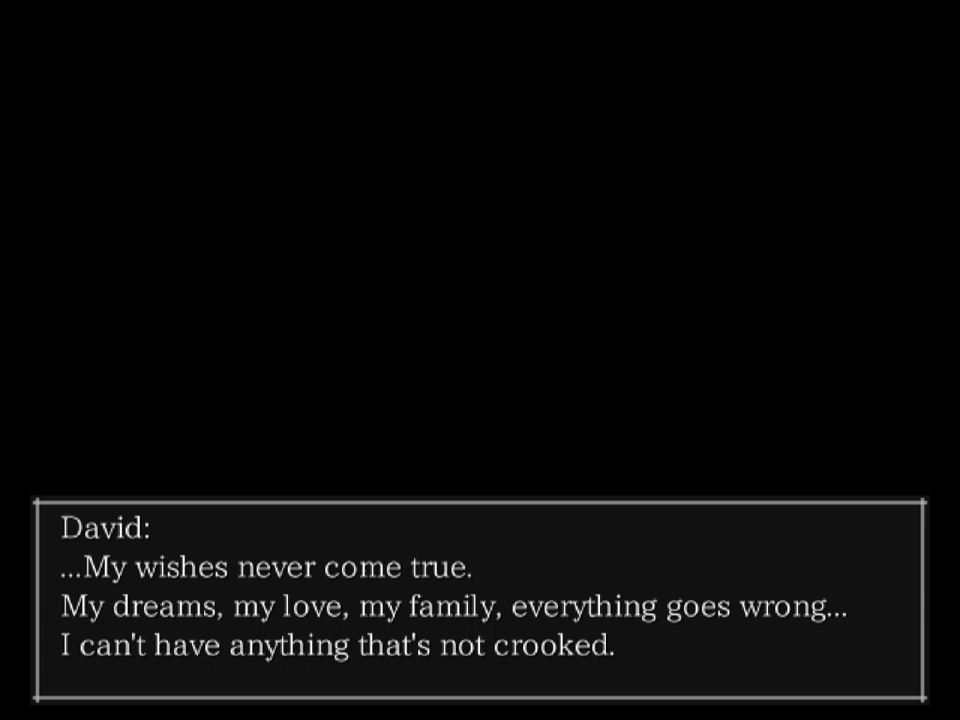 David:
...My wishes never come true.
My dreams, my love, my family, everything goes wrong...
I can't have anything that's not crooked.